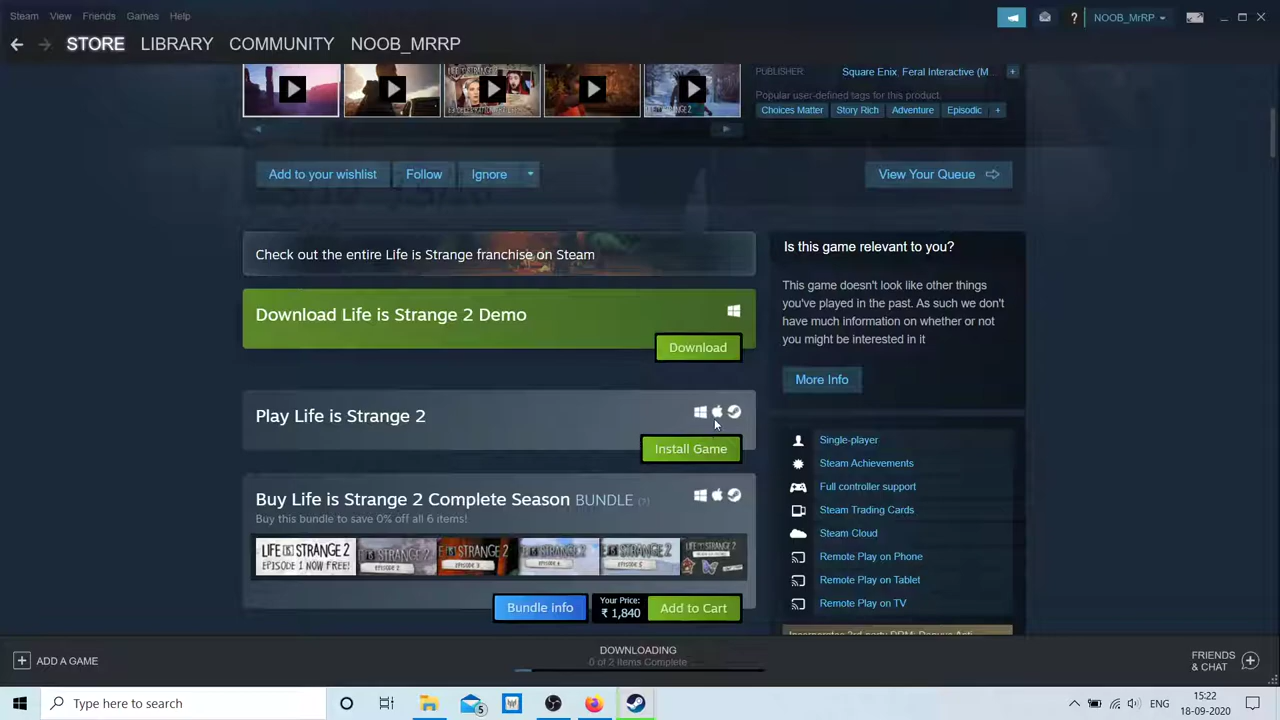 Steam View Friends Games Help
NOOB_MrRP
STORE LIBRARY COMMUNITY NOOB_MRRP
PUBLISHER Square Enix, Feral Interactive (M... +
Popular user-defined tags for this product:
Choices Matter Story Rich Adventure Episodic +
Add to your wishlist Follow Ignore View Your Queue
Check out the entire Life is Strange franchise on Steam
Download Life is Strange 2 Demo
Download
Play Life is Strange 2
Install Game
Buy Life is Strange 2 Complete Season BUNDLE (?)
Buy this bundle to save 0% off all 6 items!
LIFE IS STRANGE 2
EPISODE 1 NOW FREE!
Bundle info
Your Price:
₹ 1,840
Add to Cart
Is this game relevant to you?
This game doesn't look like other things
you've played in the past. As such we don't
have much information on whether or not
you might be interested in it
More Info
Single-player
Steam Achievements
Full controller support
Steam Trading Cards
Steam Cloud
Remote Play on Phone
Remote Play on Tablet
Remote Play on TV
ADD A GAME
DOWNLOADING
0 of 2 Items Complete
FRIENDS
& CHAT
Type here to search
5
ENG
15:22
18-09-2020